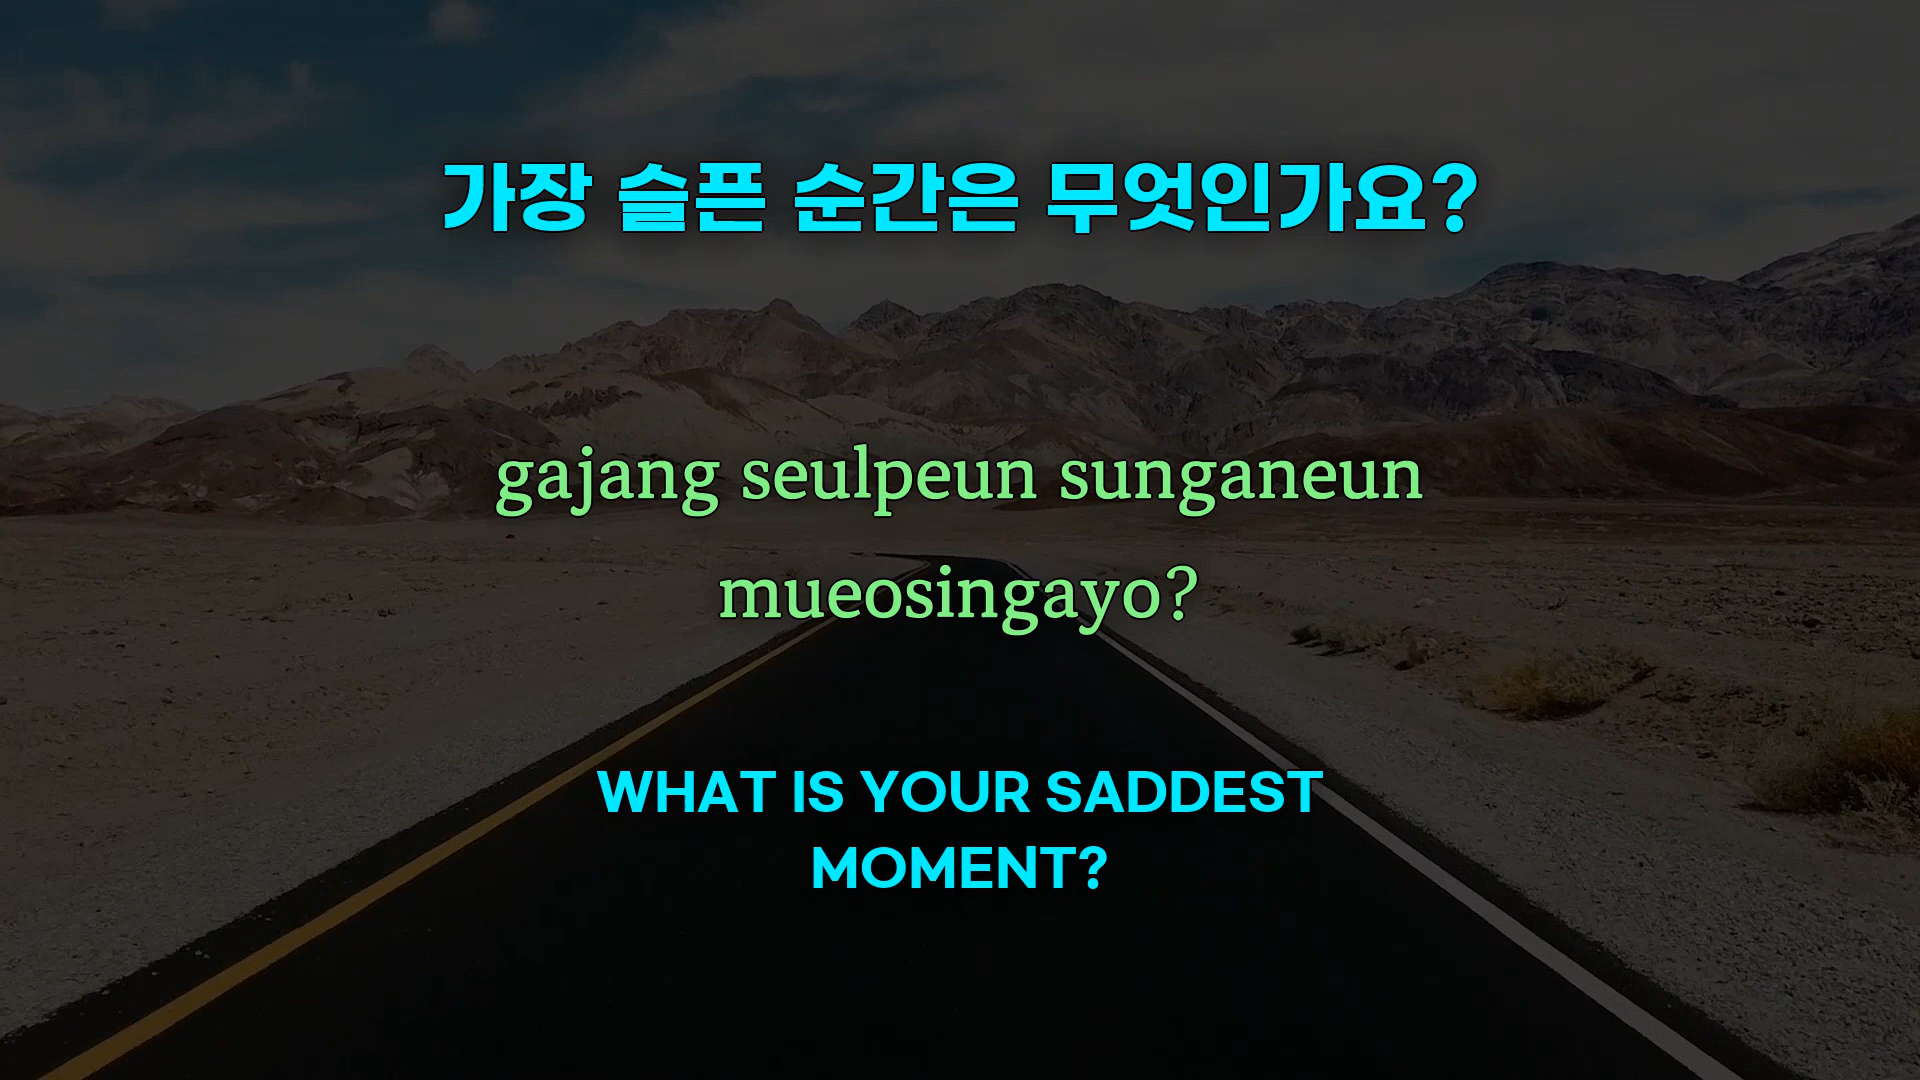 가장 슬픈 순간은 무엇인가요?
gajang seulpeun sunganeun
mueosingayo?
WHAT IS YOUR SADDEST
MOMENT?